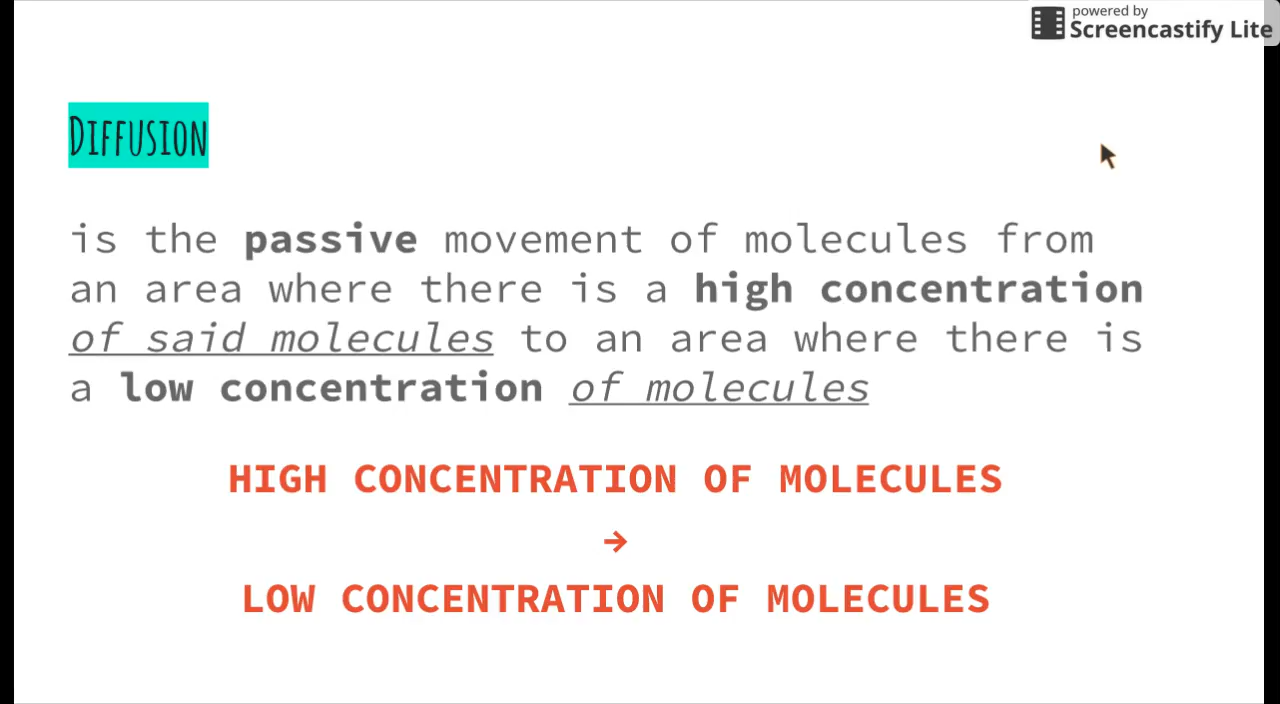 powered by
Screencastify Lite
DIFFUSION
is the passive movement of molecules from
an area where there is a high concentration
of said molecules to an area where there is
a low concentration of molecules
HIGH CONCENTRATION OF MOLECULES
→
LOW CONCENTRATION OF MOLECULES